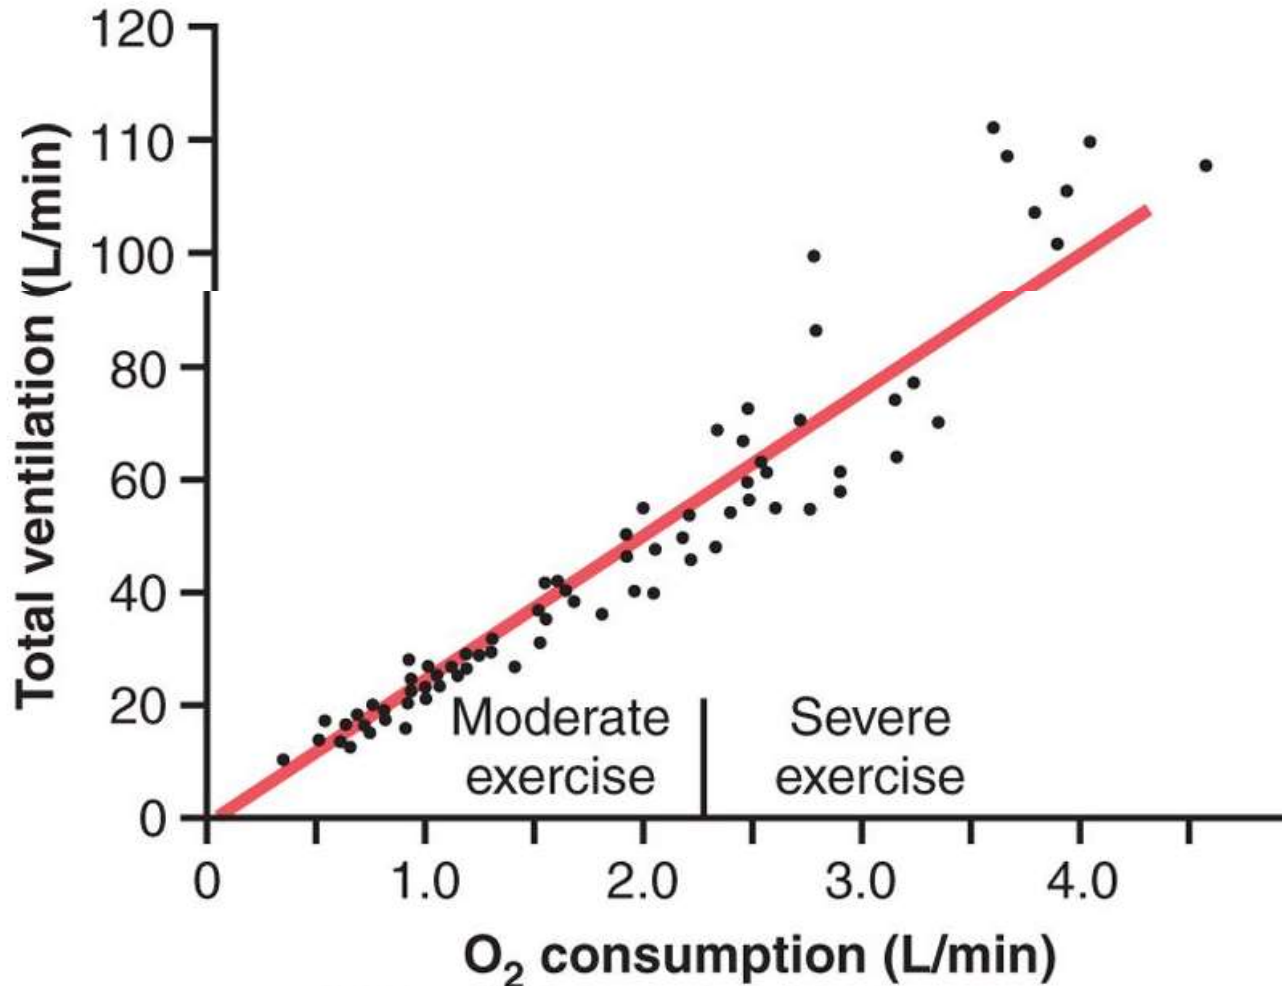 Total ventilation (L/min)
120
110
100
80
60
40
20
0
Moderate
exercise
Severe
exercise
0 1.0 2.0 3.0 4.0
O₂ consumption (L/min)